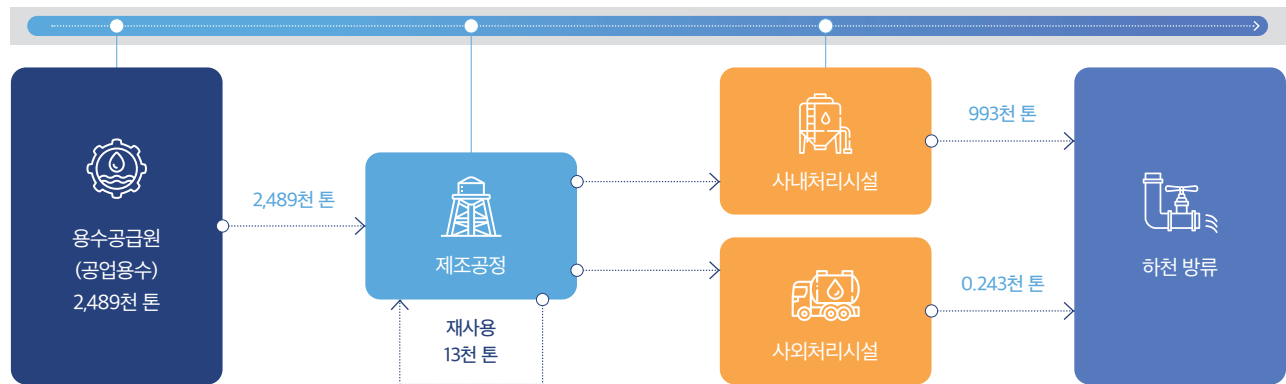 용수공급원
(공업용수)
2,489천 톤
2,489천 톤
제조공정
재사용
13천 톤
사내처리시설
993천 톤
사외처리시설
0.243천 톤
하천 방류